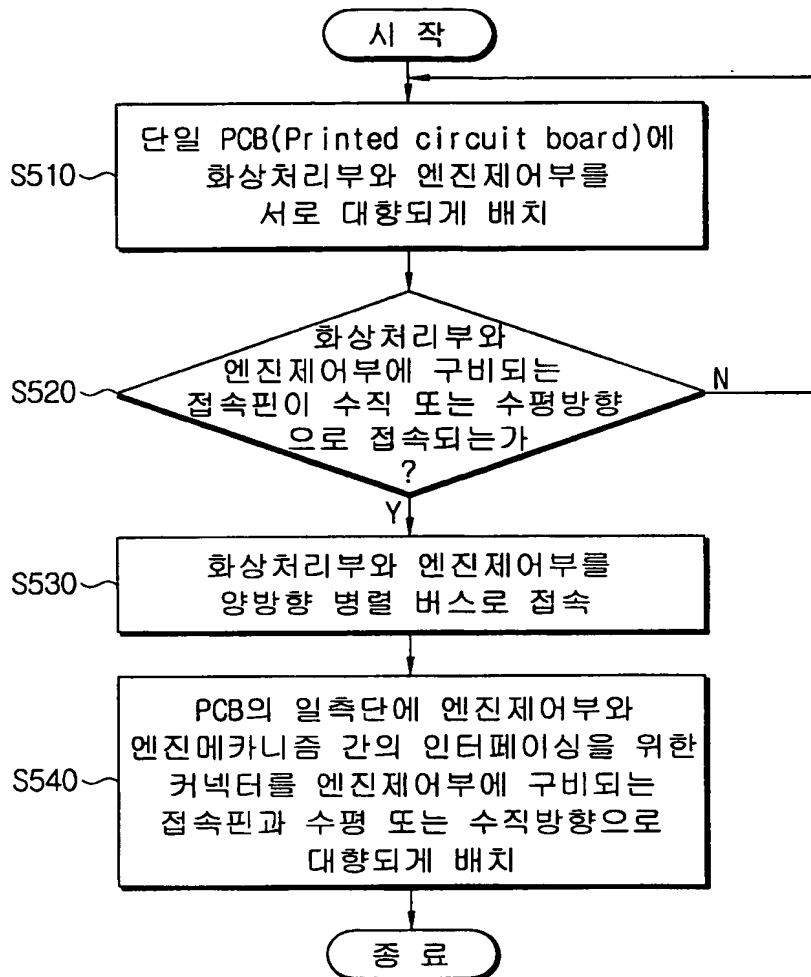 시 작
단일 PCB(Printed circuit board)에
화상처리부와 엔진제어부를
서로 대향되게 배치
S510
화상처리부와
엔진제어부에 구비되는
접속핀이 수직 또는 수평방향
으로 접속되는가
?
S520
N
Y
화상처리부와 엔진제어부를
양방향 병렬 버스로 접속
S530
PCB의 일측단에 엔진제어부와
엔진메카니즘 간의 인터페이싱을 위한
커넥터를 엔진제어부에 구비되는
접속핀과 수평 또는 수직방향으로
대향되게 배치
S540
종 료